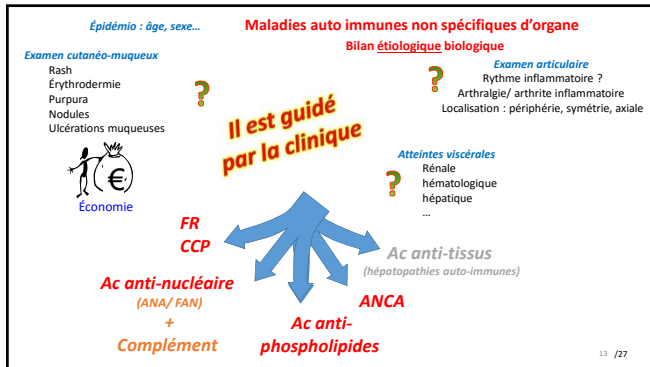 Épidémio : âge, sexe…
Maladies auto immunes non spécifiques d'organe
Bilan étiologique biologique
Examen cutanéo-muqueux
Rash
Érythrodermie
Purpura
Nodules
Ulcérations muqueuses
?
Examen articulaire
Rythme inflammatoire ?
Arthralgie/ arthrite inflammatoire
Localisation : périphérie, symétrie, axiale
?
Il est guidé
par la clinique
Atteintes viscérales
Rénale
hématologique
hépatique
…
?
€
Économie
FR
CCP
Ac anti-nucléaire
(ANA/ FAN)
+
Complément
Ac anti-
phospholipides
ANCA
Ac anti-tissus
(hépatopathies auto-immunes)
13 /27